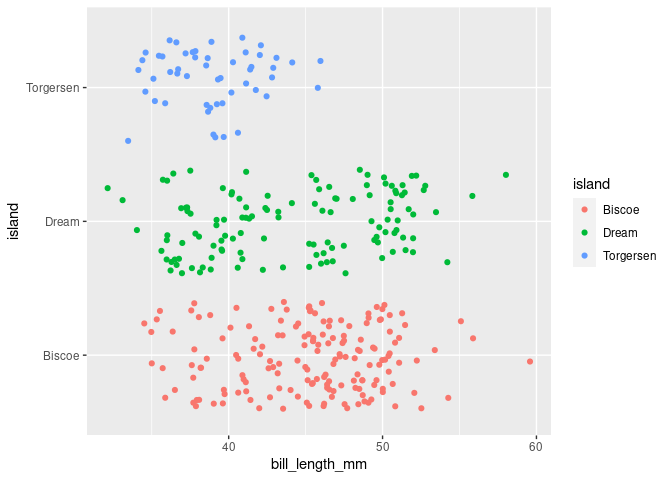 Torgersen
Dream
Biscoe
island
40
50
60
bill_length_mm
island
Biscoe
Dream
Torgersen